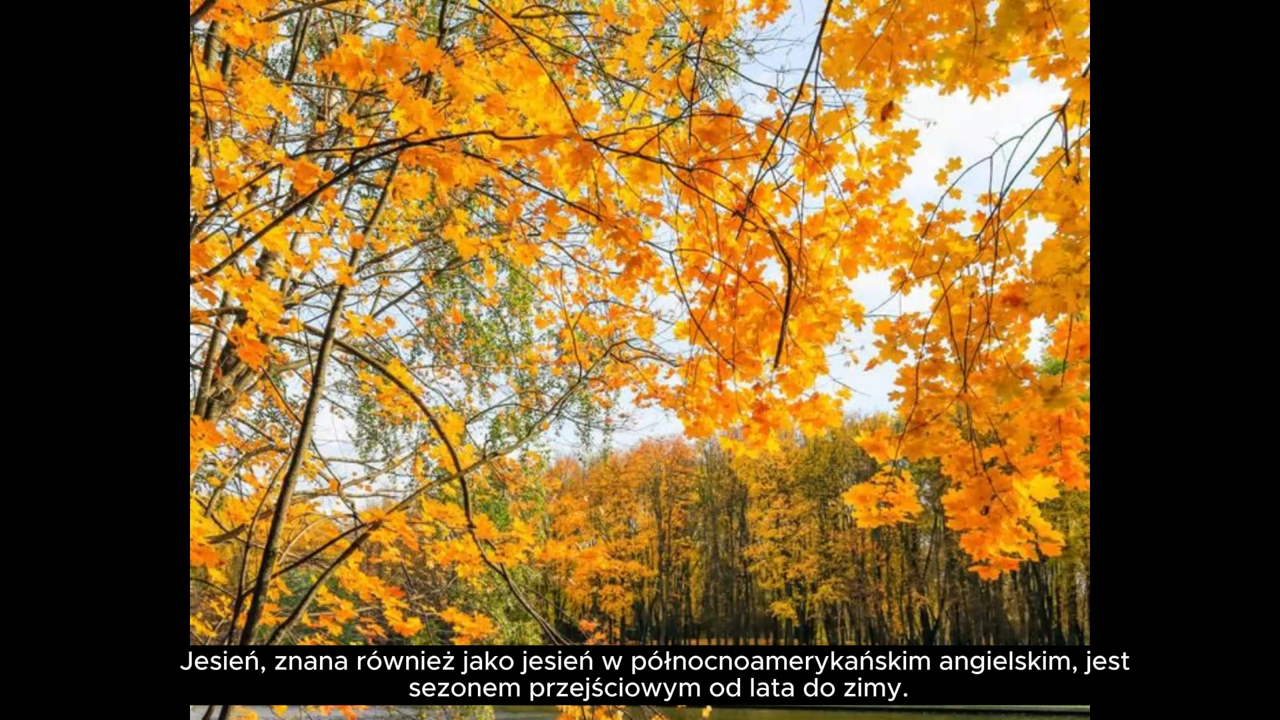 Jesień, znana również jako jesień w północnoamerykańskim angielskim, jest
sezonem przejściowym od lata do zimy.